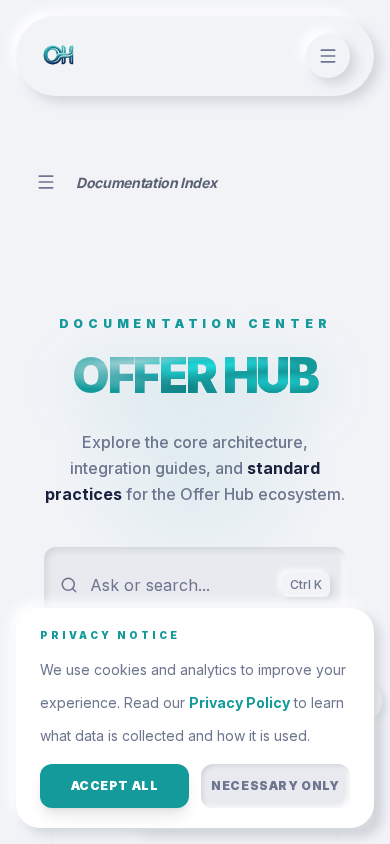 OH
Documentation Index
DOCUMENTATION CENTER
OFFER HUB
Explore the core architecture,
integration guides, and standard
practices for the Offer Hub ecosystem.
Ask or search...
Ctrl K
PRIVACY NOTICE
We use cookies and analytics to improve your
experience. Read our Privacy Policy to learn
what data is collected and how it is used.
ACCEPT ALL
NECESSARY ONLY